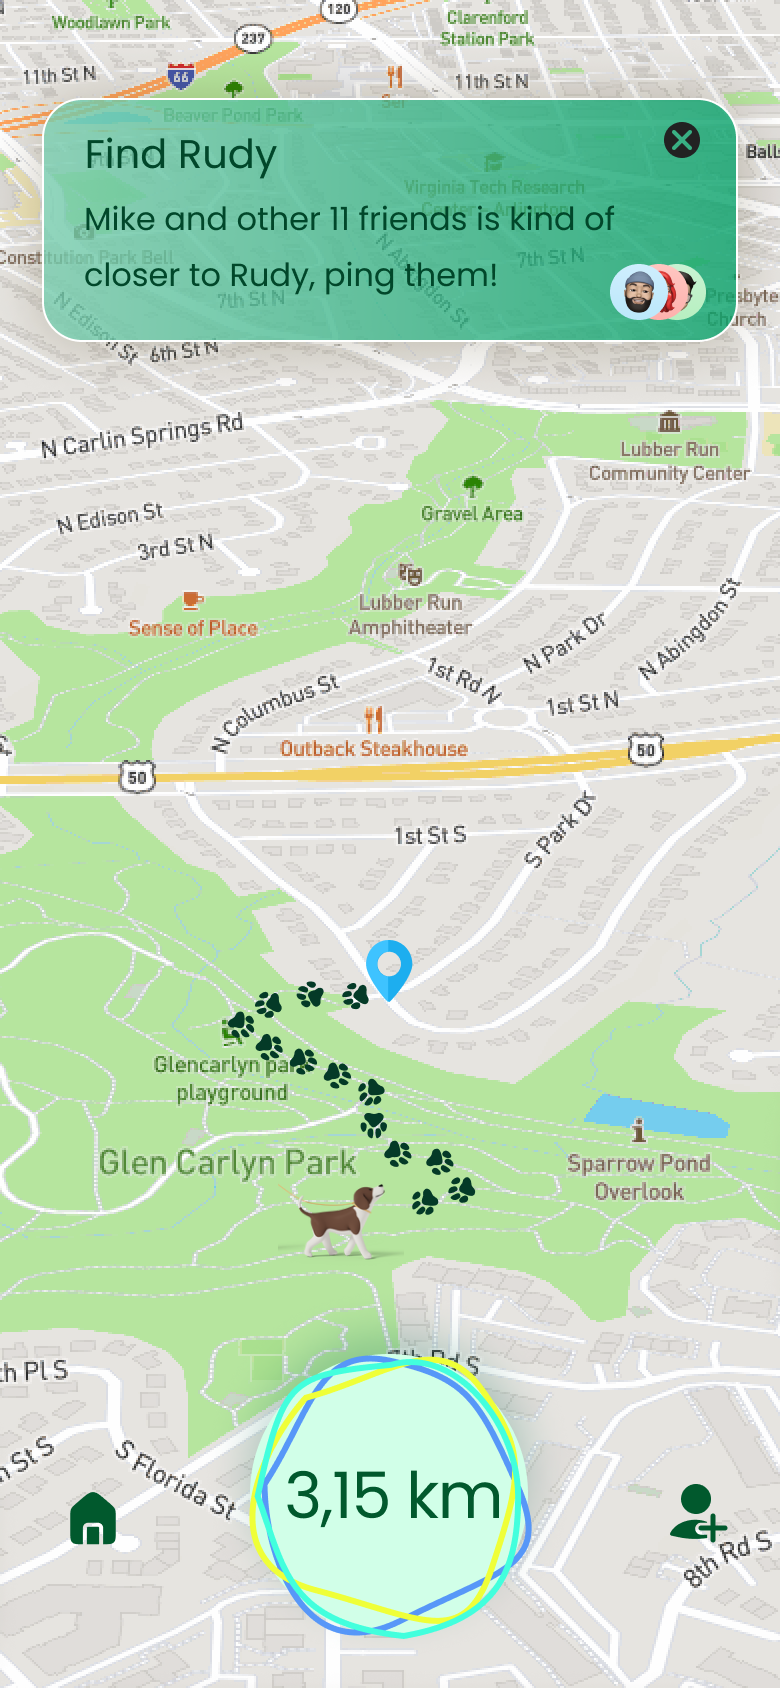 Woodlawn Park
120
Clarenford
Station Park
237
11th St N
66
11th St N
Ser
Beaver Pond Park
Find Rudy
Balls
Virginia Tech Research
Center - Arlington
Mike and other 11 friends is kind of
Constitution Park Bell
N Abingdon St
7th St N
closer to Rudy, ping them!
7th St N
Presbyte
Church
N Edison St
6th St N
N Carlin Springs Rd
Lubber Run
Community Center
Gravel Area
N Edison St
3rd St N
Sense of Place
Lubber Run
Amphitheater
N Park Dr
N Abingdon St
1st Rd N
N Columbus St
1st St N
Outback Steakhouse
50
50
1st St S
S Park Dr
Glencarlyn par
playground
Glen Carlyn Park
Sparrow Pond
Overlook
7th Rd S
th Pl S
n St S
S Florida St
3,15 km
8th Rd S